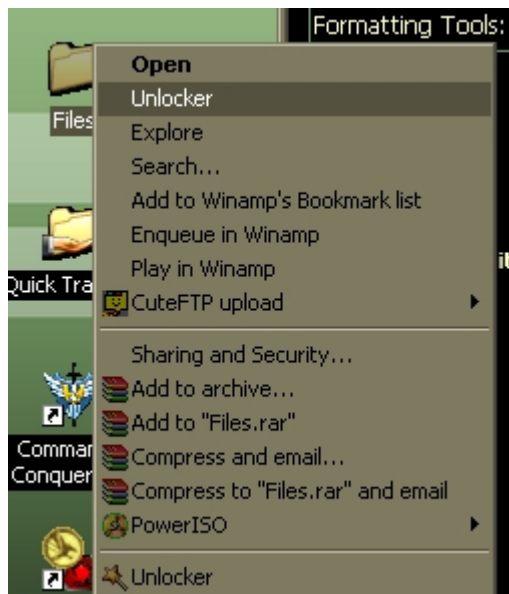 Formatting Tools:
Open
Unlocker
Files
Explore
Search...
Add to Winamp's Bookmark list
Enqueue in Winamp
Play in Winamp
Quick Tra
CuteFTP upload
Sharing and Security...
Add to archive...
Add to "Files.rar"
Comman
Conquer
Compress and email...
Compress to "Files.rar" and email
PowerISO
Unlocker